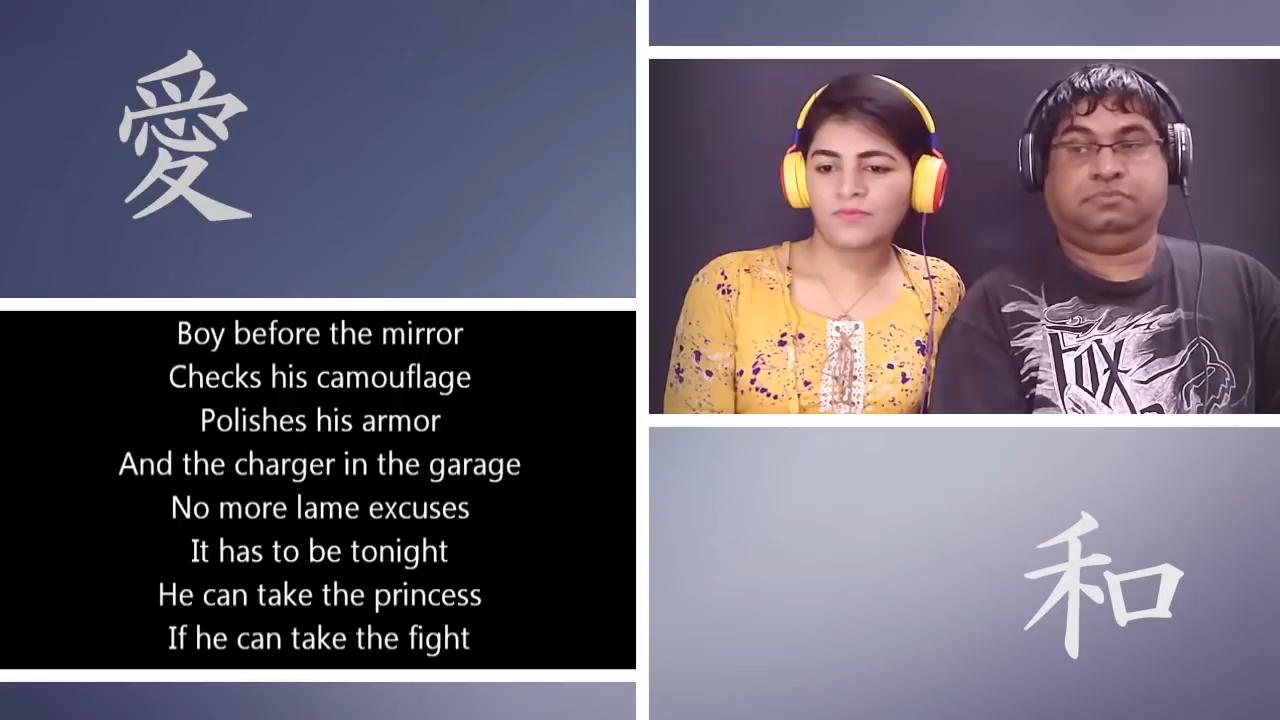 愛
Boy before the mirror
Checks his camouflage
Polishes his armor
And the charger in the garage
No more lame excuses
It has to be tonight
He can take the princess
If he can take the fight
FOX
和